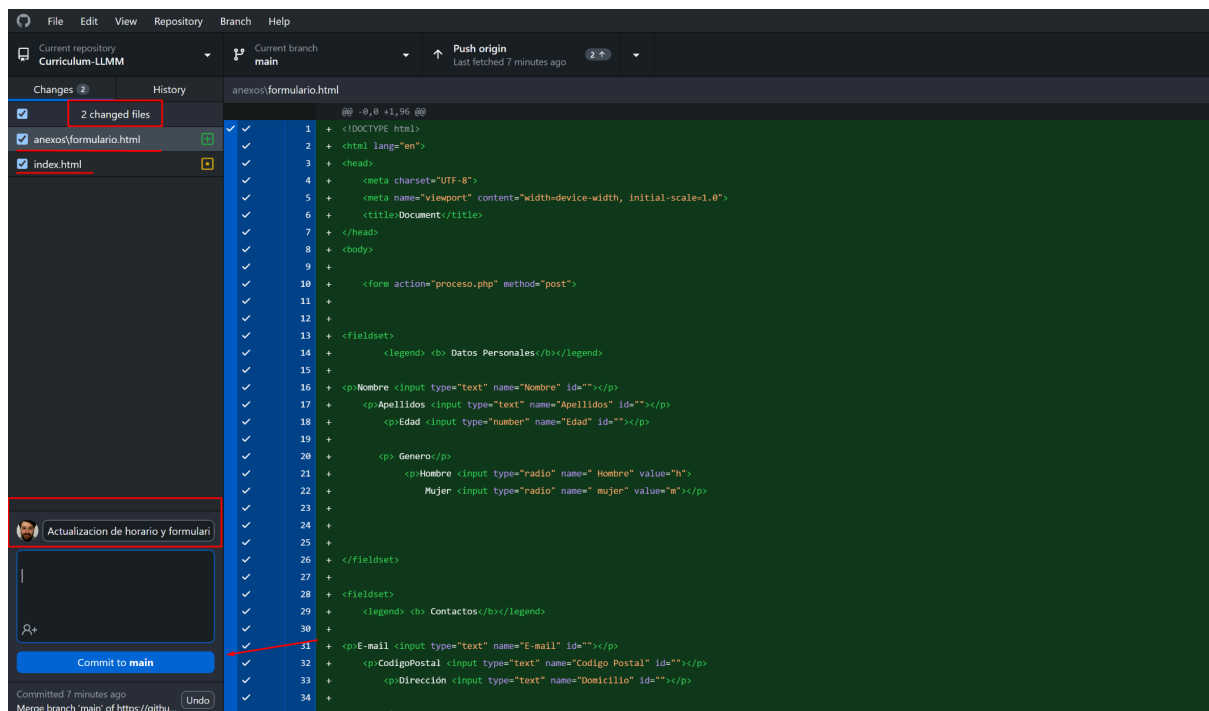 File Edit View Repository Branch Help
Current repository
Curriculum-LLMM
Current branch
main
Push origin
Last fetched 7 minutes ago
2
Changes 2 History
2 changed files
anexos\formulario.html
index.html
anexos\formulario.html
@@ -0,0 +1,96 @@
1 + <!DOCTYPE html>
2 + <html lang="en">
3 + <head>
4 + <meta charset="UTF-8">
5 + <meta name="viewport" content="width=device-width, initial-scale=1.0">
6 + <title>Document</title>
7 + </head>
8 + <body>
9 +
10 + <form action="proceso.php" method="post">
11 +
12 +
13 + <fieldset>
14 + <legend> <b> Datos Personales</b></legend>
15 +
16 + <p>Nombre <input type="text" name="Nombre" id=""></p>
17 + <p>Apellidos <input type="text" name="Apellidos" id=""></p>
18 + <p>Edad <input type="number" name="Edad" id=""></p>
19 +
20 + <p> Genero</p>
21 + <p>Hombre <input type="radio" name=" Hombre" value="h">
22 + Mujer <input type="radio" name=" mujer" value="m"></p>
23 +
24 +
25 +
26 + </fieldset>
27 +
28 + <fieldset>
29 + <legend> <b> Contactos</b></legend>
30 +
31 + <p>E-mail <input type="text" name="E-mail" id=""></p>
32 + <p>CodigoPostal <input type="text" name="Codigo Postal" id=""></p>
33 + <p>Dirección <input type="text" name="Domicilio" id=""></p>
34 +
Actualizacion de horario y formulari
Commit to main
Committed 7 minutes ago
Merge branch 'main' of https://githu...
Undo